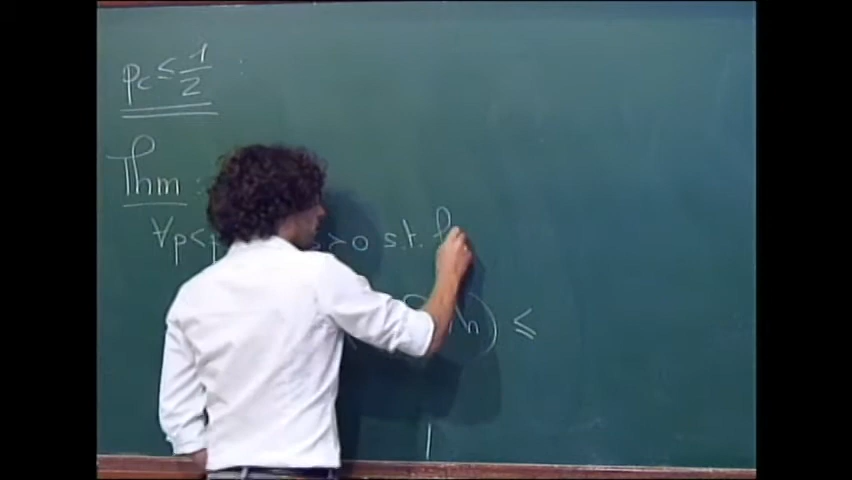 pc ≤ 1/2 :
Thm :
∀p < p >0 s.t. f
n) ≤